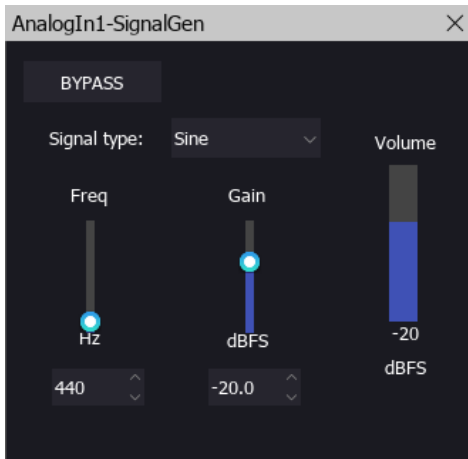 AnalogIn1-SignalGen
BYPASS
Signal type: Sine
Volume
Freq Gain
Hz dBFS
-20
dBFS
440 -20.0